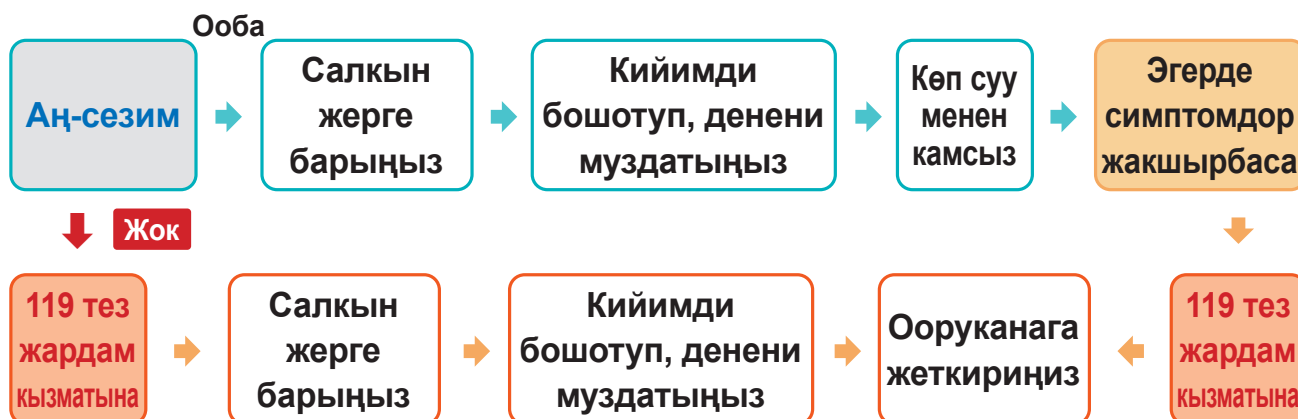 Ооба
Аң-сезим
Салкын
жерге
барыңыз
Кийимди
бошотуп, денени
муздатыңыз
Көп суу
менен
камсыз
Эгерде
симптомдор
жакшырбаса
Жок
119 тез
жардам
кызматына
Салкын
жерге
барыңыз
Кийимди
бошотуп, денени
муздатыңыз
Ооруканага
жеткириңиз
119 тез
жардам
кызматына